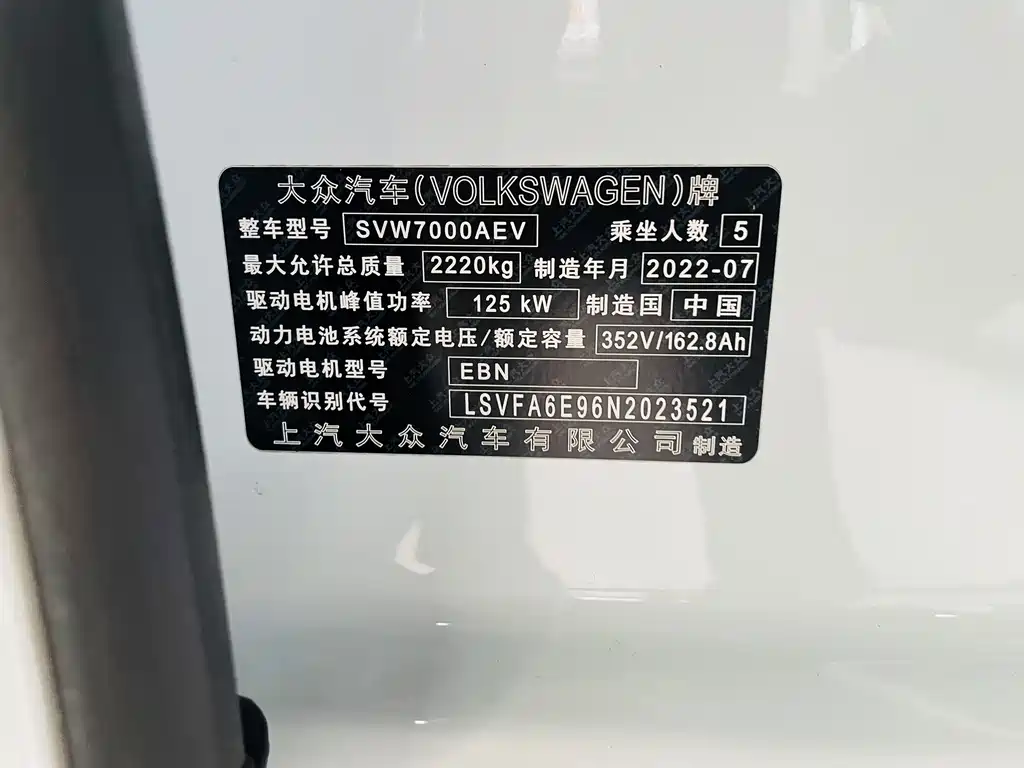 大众汽车(VOLKSWAGEN)牌
整车型号 SVW7000AEV 乘坐人数 5
最大允许总质量 2220kg 制造年月 2022-07
驱动电机峰值功率 125 kW 制造国 中国
动力电池系统额定电压/额定容量 352V/162.8Ah
驱动电机型号 EBN
车辆识别代号 LSVFA6E96N2023521
上汽大众汽车有限公司 制造